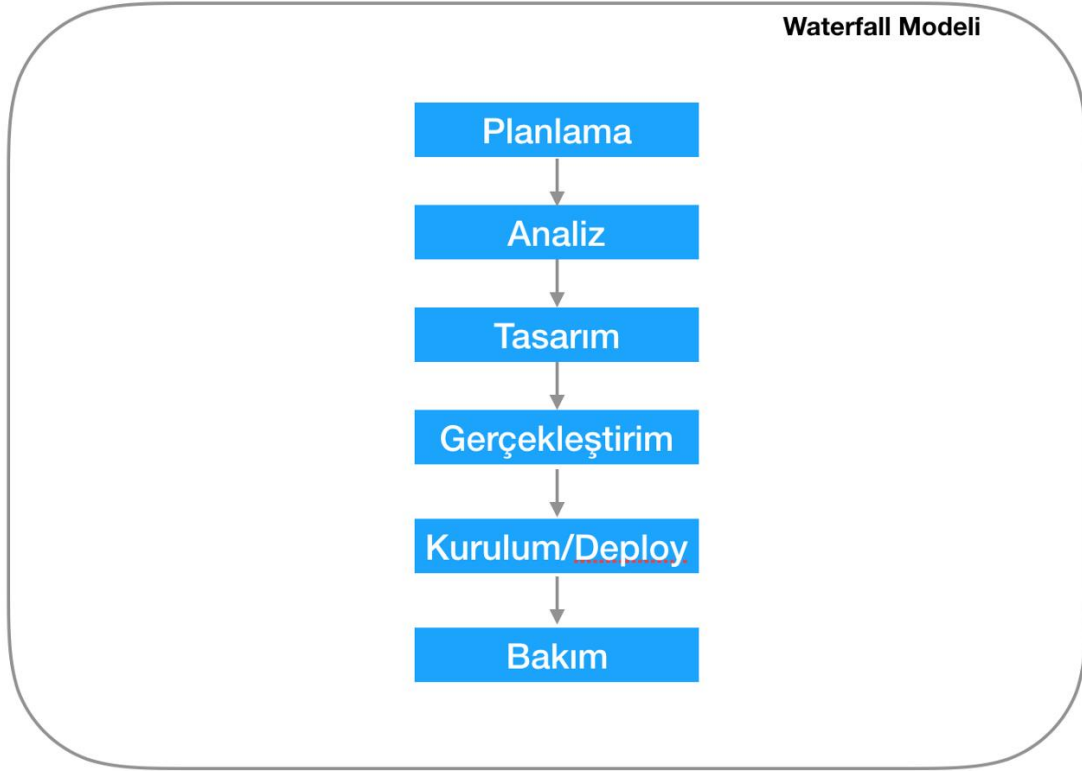 Waterfall Modeli
Planlama
Analiz
Tasarım
Gerçekleştirim
Kurulum/Deploy
Bakım